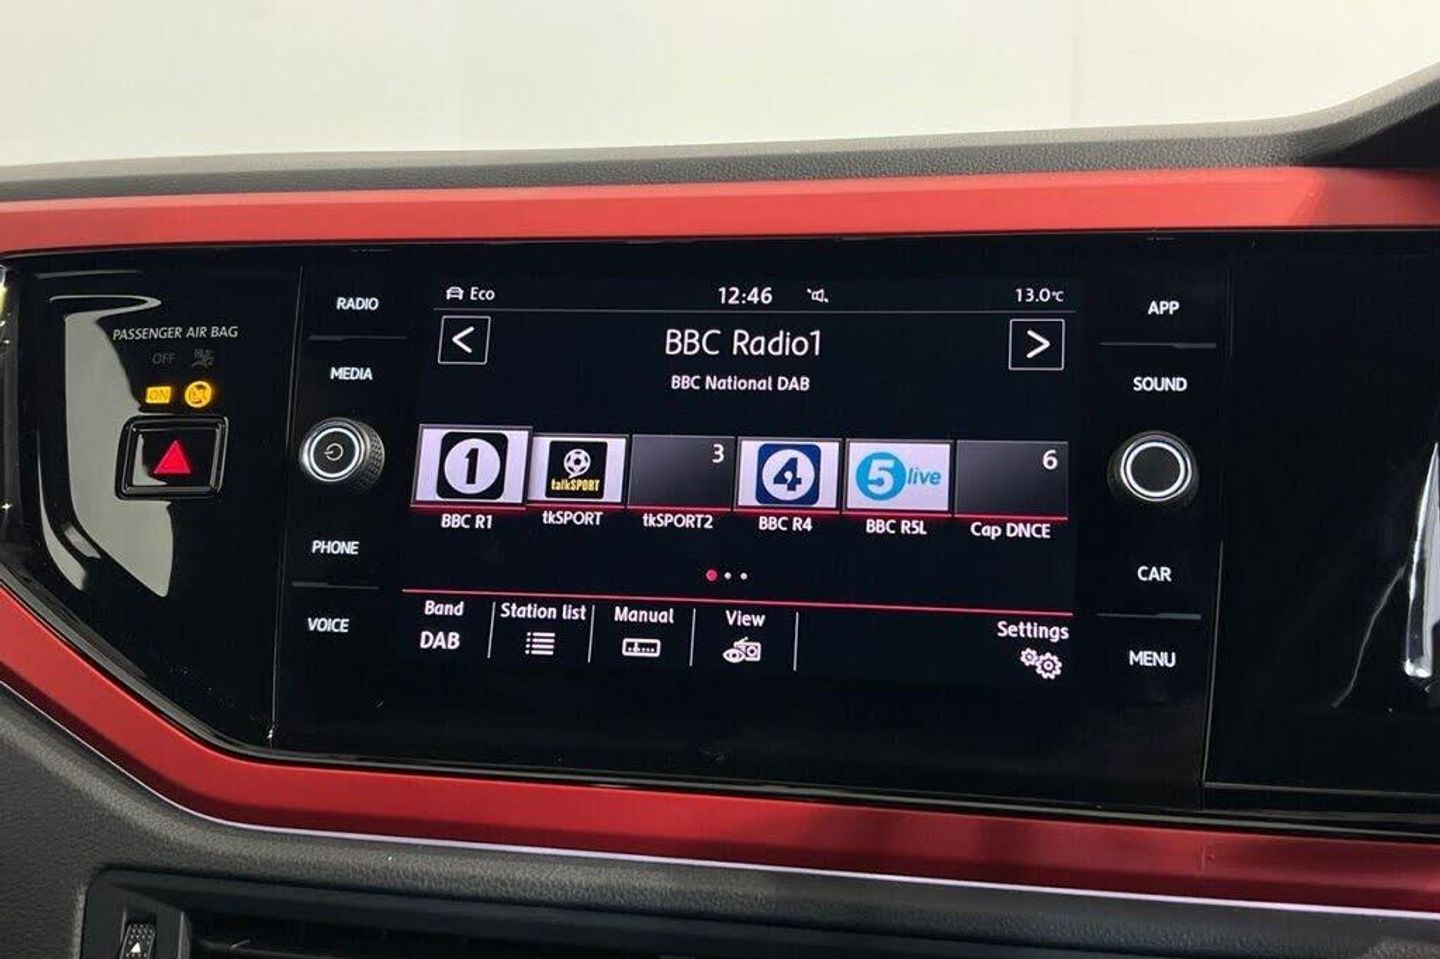 Eco 12:46 13.0°C
RADIO
APP
PASSENGER AIR BAG
OFF
ON
< BBC Radio1 >
BBC National DAB
MEDIA
SOUND
1 talkSPORT 3 4 5 live 6
BBC R1 tkSPORT tkSPORT2 BBC R4 BBC R5L Cap DNCE
PHONE
CAR
VOICE
MENU
Band Station list Manual View Settings
DAB